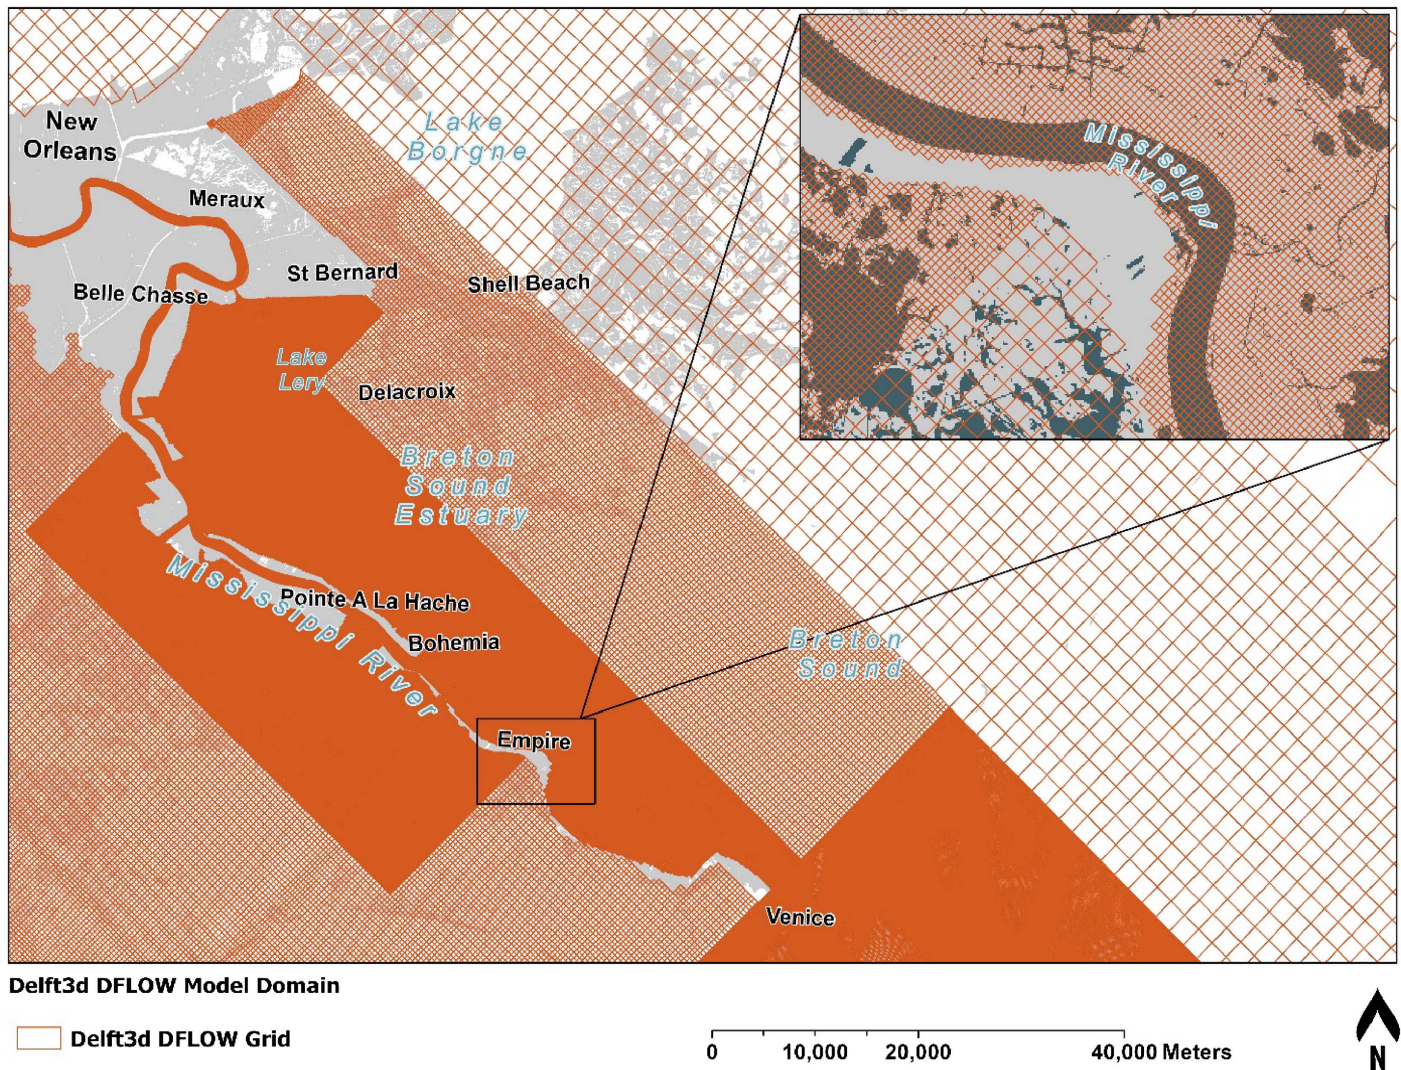 New
Orleans
Lake
Borgne
Mississippi
River
Meraux
St Bernard
Shell Beach
Belle Chasse
Lake
Lery
Delacroix
Breton
Sound
Estuary
Mississippi River
Pointe A La Hache
Bohemia
Breton
Sound
Empire
Venice
Delft3d DFLOW Model Domain
Delft3d DFLOW Grid
0 10,000 20,000 40,000 Meters
N